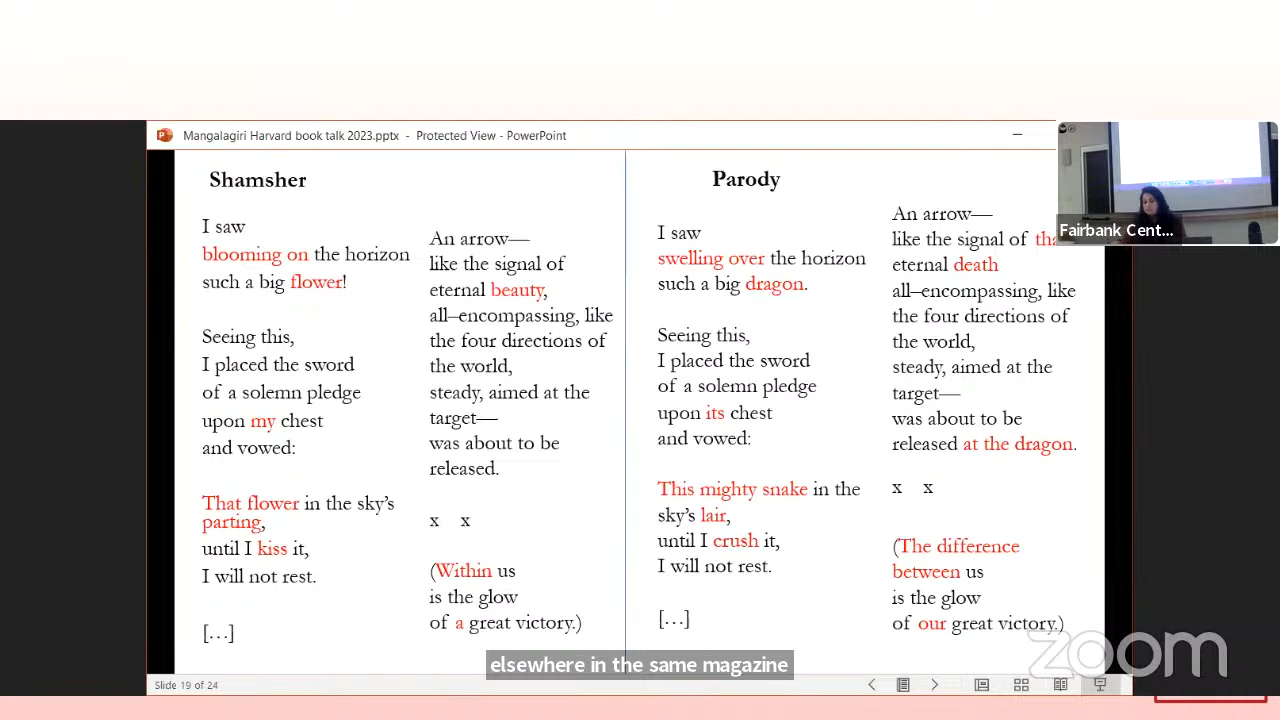 Mangalagiri Harvard book talk 2023.pptx - Protected View - PowerPoint
Shamsher
I saw
blooming on the horizon
such a big flower!
Seeing this,
I placed the sword
of a solemn pledge
upon my chest
and vowed:
That flower in the sky's
parting,
until I kiss it,
I will not rest.
[…]
An arrow—
like the signal of
eternal beauty,
all–encompassing, like
the four directions of
the world,
steady, aimed at the
target—
was about to be
released.
x x
(Within us
is the glow
of a great victory.)
Parody
I saw
swelling over the horizon
such a big dragon.
Seeing this,
I placed the sword
of a solemn pledge
upon its chest
and vowed:
This mighty snake in the
sky's lair,
until I crush it,
I will not rest.
[…]
An arrow—
like the signal of
eternal death
all–encompassing, like
the four directions of
the world,
steady, aimed at the
target—
was about to be
released at the dragon.
x x
(The difference
between us
is the glow
of our great victory.)
Fairbank Cent...
elsewhere in the same magazine
zoom
Slide 19 of 24